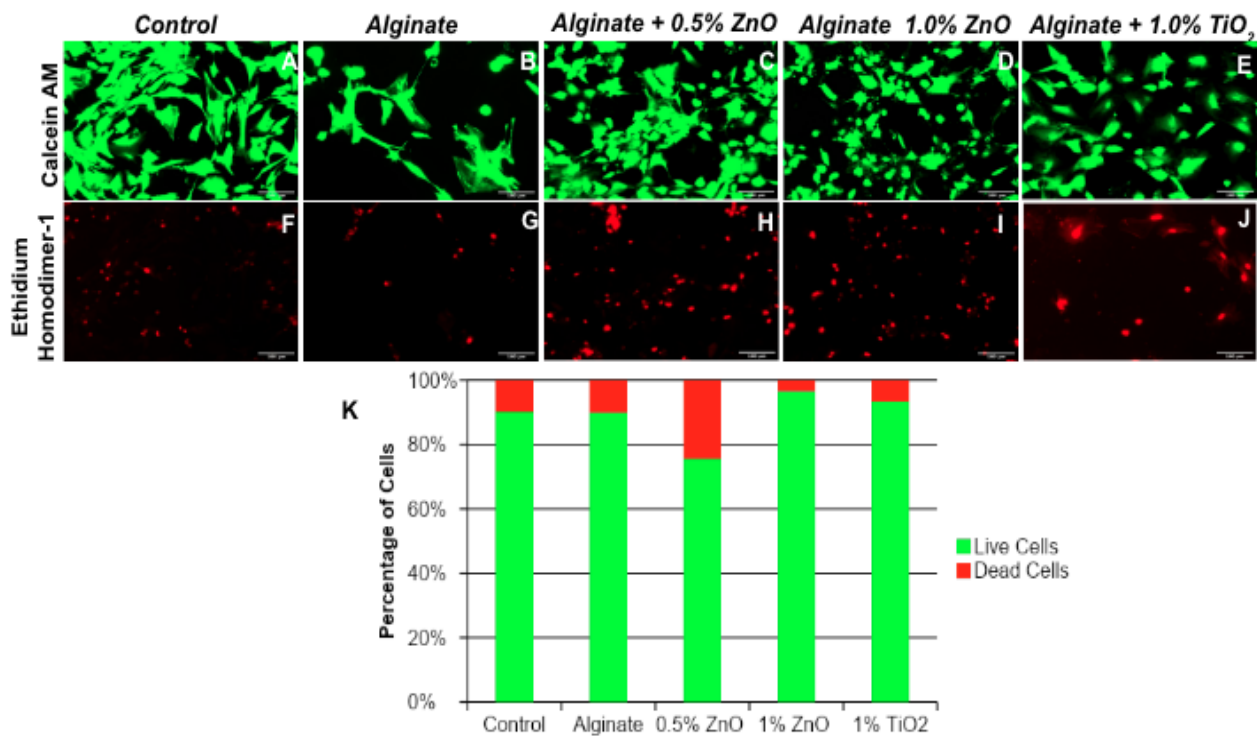 Control
Alginate
Alginate + 0.5% ZnO
Alginate 1.0% ZnO
Alginate + 1.0% TiO2
Calcein AM
A
B
C
D
E
Ethidium
Homodimer-1
F
G
H
I
J
K
Percentage of Cells
100%
80%
60%
40%
20%
0%
Control
Alginate
0.5% ZnO
1% ZnO
1% TiO2
Live Cells
Dead Cells